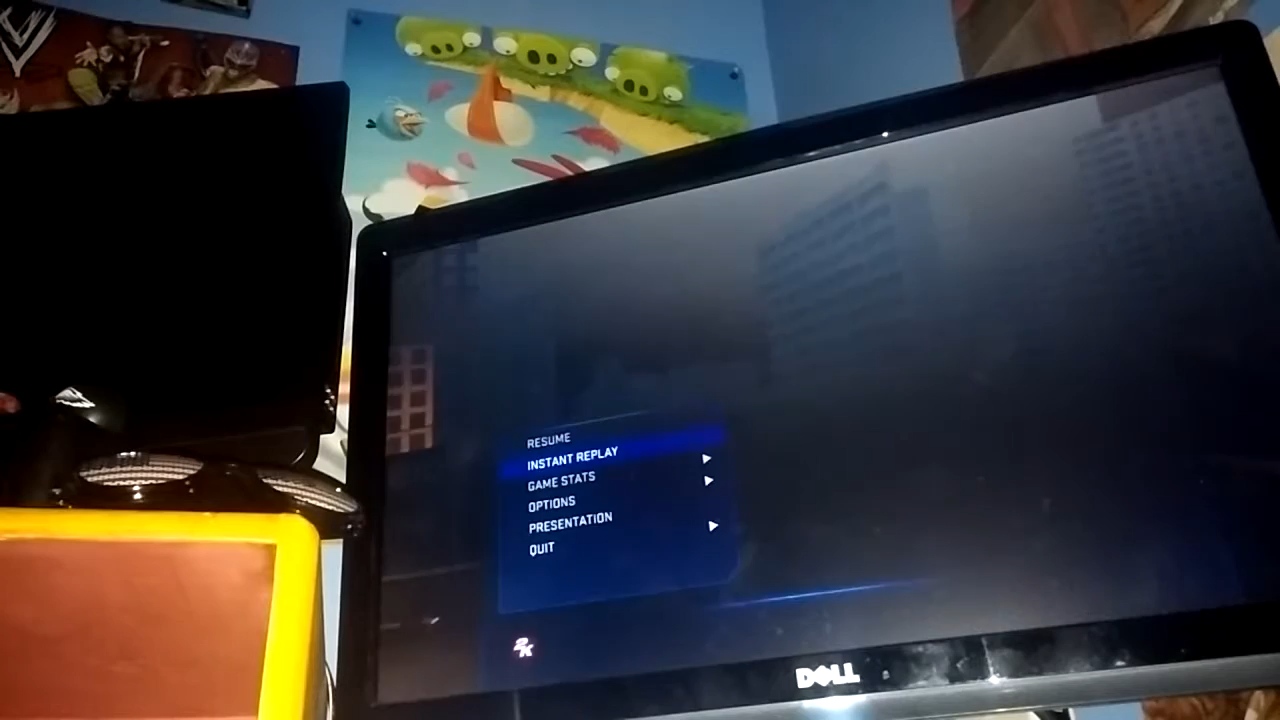 RESUME
INSTANT REPLAY
GAME STATS
OPTIONS
PRESENTATION
QUIT
2K
DELL